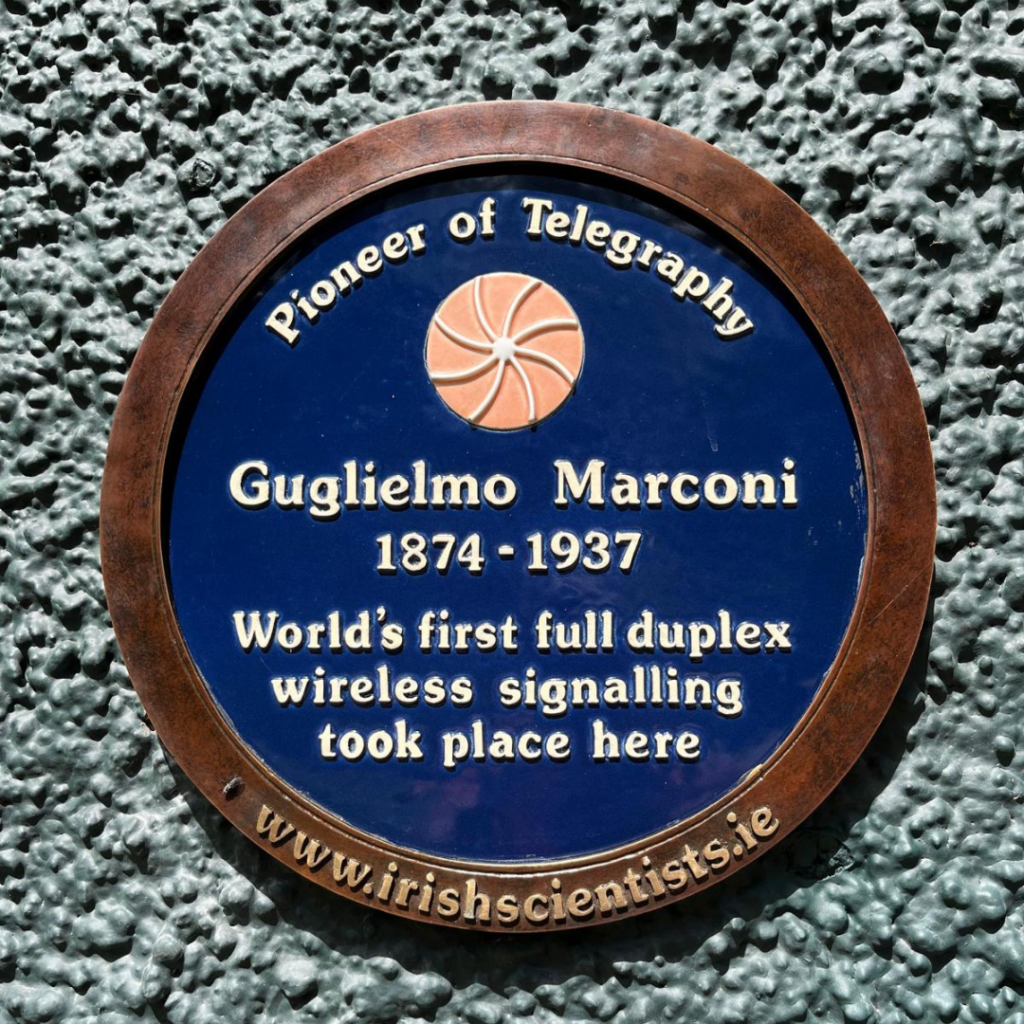 Pioneer of Telegraphy
Guglielmo Marconi
1874 - 1937
World's first full duplex
wireless signalling
took place here
www.irishscientists.ie